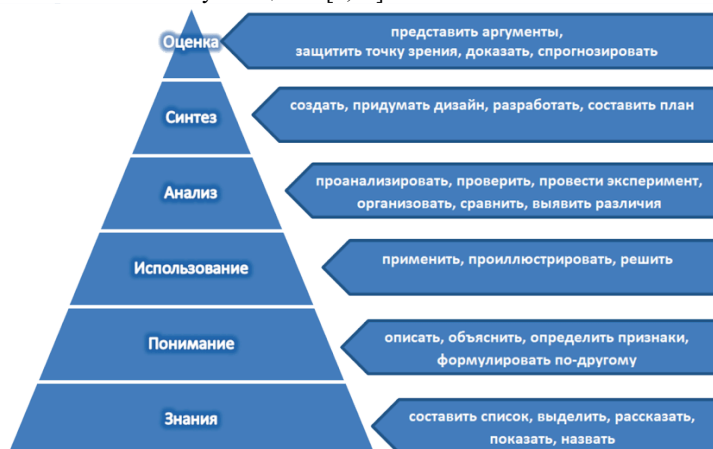 Оценка
представить аргументы,
защитить точку зрения, доказать, спрогнозировать
Синтез
создать, придумать дизайн, разработать, составить план
Анализ
проанализировать, проверить, провести эксперимент,
организовать, сравнить, выявить различия
Использование
применить, проиллюстрировать, решить
Понимание
описать, объяснить, определить признаки,
формулировать по-другому
Знания
составить список, выделить, рассказать,
показать, назвать